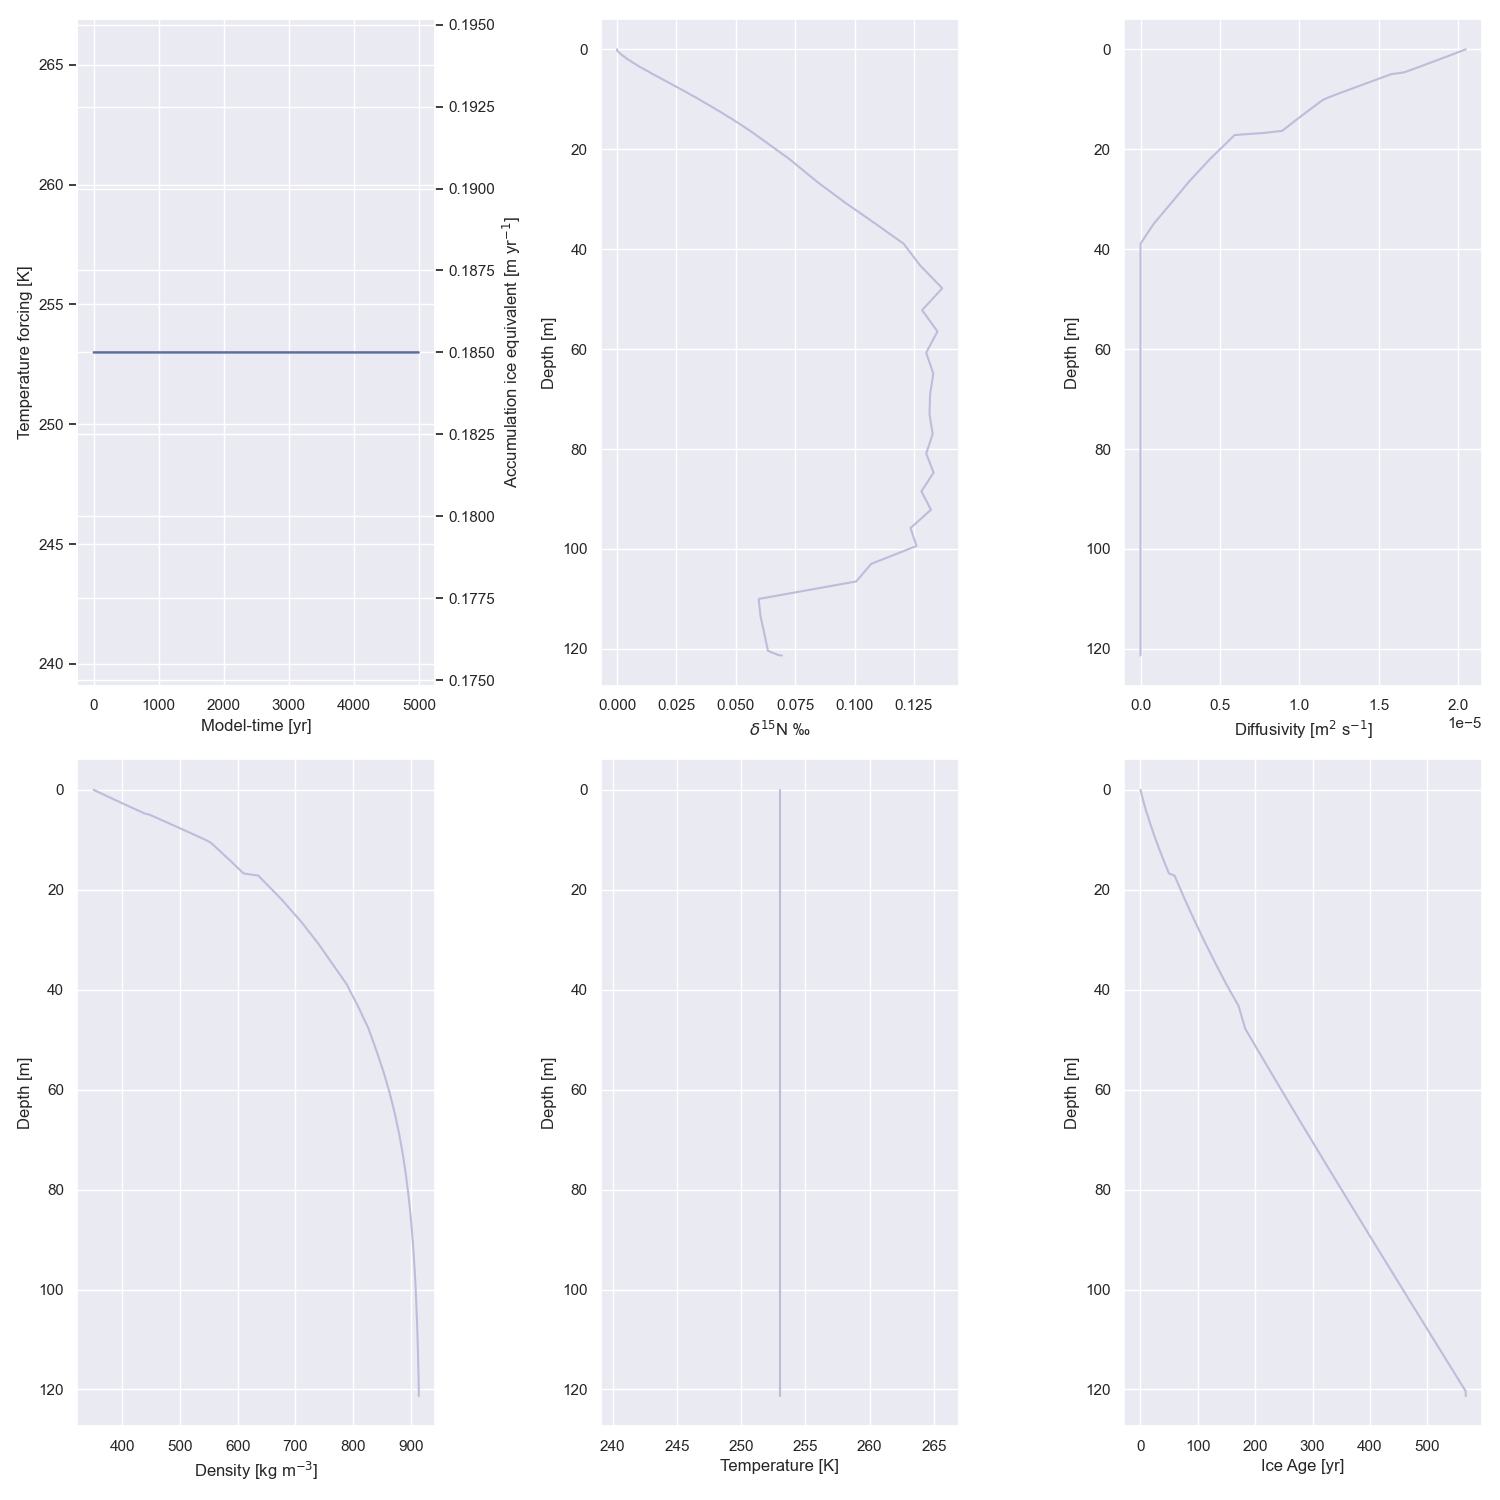 Temperature forcing [K]
265
260
255
250
245
240
0 1000 2000 3000 4000 5000
Model-time [yr]
0.1950
0.1925
0.1900
0.1875
0.1850
0.1825
0.1800
0.1775
0.1750
Accumulation ice equivalent [m yr⁻¹]
Depth [m]
0
20
40
60
80
100
120
0.000 0.025 0.050 0.075 0.100 0.125
δ¹⁵N ‰
Depth [m]
0
20
40
60
80
100
120
0.0 0.5 1.0 1.5 2.0
1e−5
Diffusivity [m² s⁻¹]
Depth [m]
0
20
40
60
80
100
120
400 500 600 700 800 900
Density [kg m⁻³]
Depth [m]
0
20
40
60
80
100
120
240 245 250 255 260 265
Temperature [K]
Depth [m]
0
20
40
60
80
100
120
0 100 200 300 400 500
Ice Age [yr]